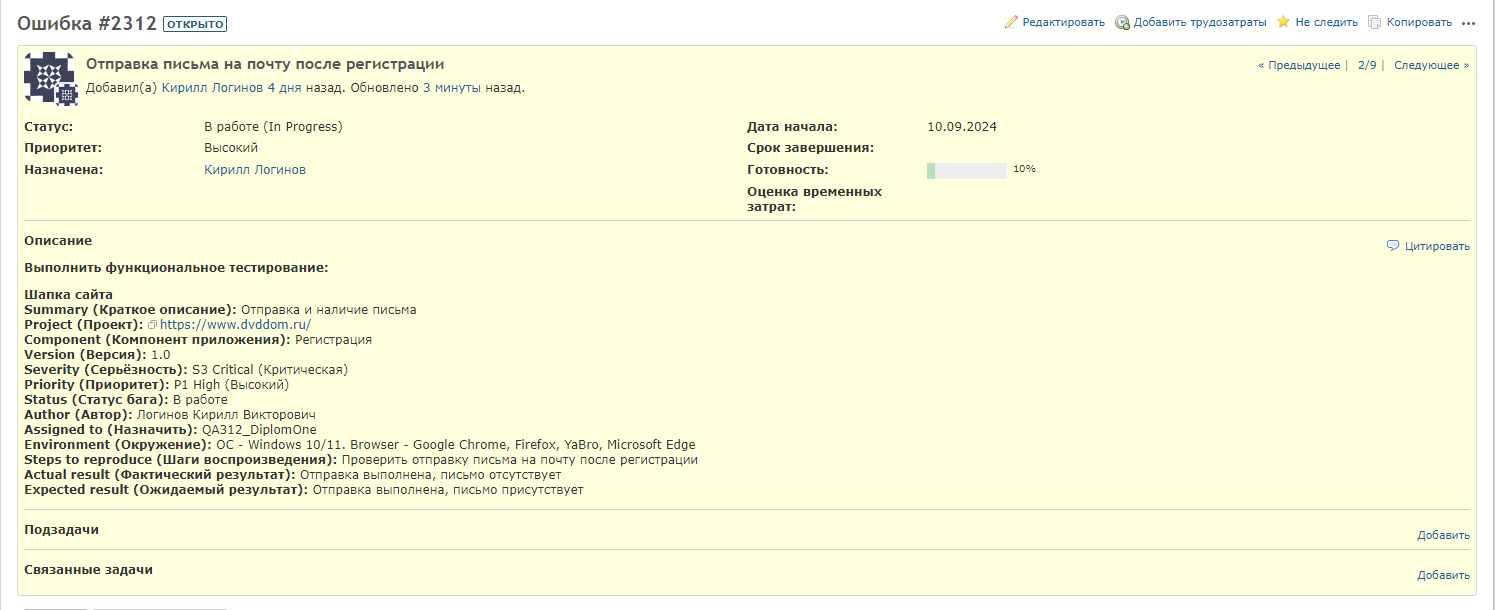 Ошибка #2312 ОТКРЫТО
Редактировать Добавить трудозатраты Не следить Копировать •••
Отправка письма на почту после регистрации
« Предыдущее | 2/9 | Следующее »
Добавил(а) Кирилл Логинов 4 дня назад. Обновлено 3 минуты назад.
Статус: В работе (In Progress) Дата начала: 10.09.2024
Приоритет: Высокий Срок завершения:
Назначена: Кирилл Логинов Готовность: 10%
Оценка временных
затрат:
Описание
Цитировать
Выполнить функциональное тестирование:
Шапка сайта
Summary (Краткое описание): Отправка и наличие письма
Project (Проект): https://www.dvddom.ru/
Component (Компонент приложения): Регистрация
Version (Версия): 1.0
Severity (Серьёзность): S3 Critical (Критическая)
Priority (Приоритет): P1 High (Высокий)
Status (Статус бага): В работе
Author (Автор): Логинов Кирилл Викторович
Assigned to (Назначить): QA312_DiplomOne
Environment (Окружение): ОС - Windows 10/11. Browser - Google Chrome, Firefox, YaBro, Microsoft Edge
Steps to reproduce (Шаги воспроизведения): Проверить отправку письма на почту после регистрации
Actual result (Фактический результат): Отправка выполнена, письмо отсутствует
Expected result (Ожидаемый результат): Отправка выполнена, письмо присутствует
Подзадачи
Добавить
Связанные задачи
Добавить